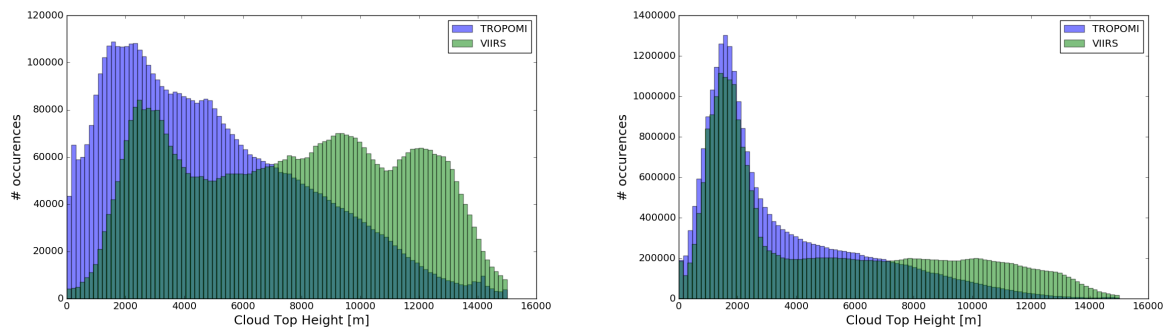 120000
100000
80000
60000
40000
20000
0
# occurences
0 2000 4000 6000 8000 10000 12000 14000 16000
Cloud Top Height [m]
TROPOMI
VIIRS
1400000
1200000
1000000
800000
600000
400000
200000
0
# occurences
0 2000 4000 6000 8000 10000 12000 14000 16000
Cloud Top Height [m]
TROPOMI
VIIRS